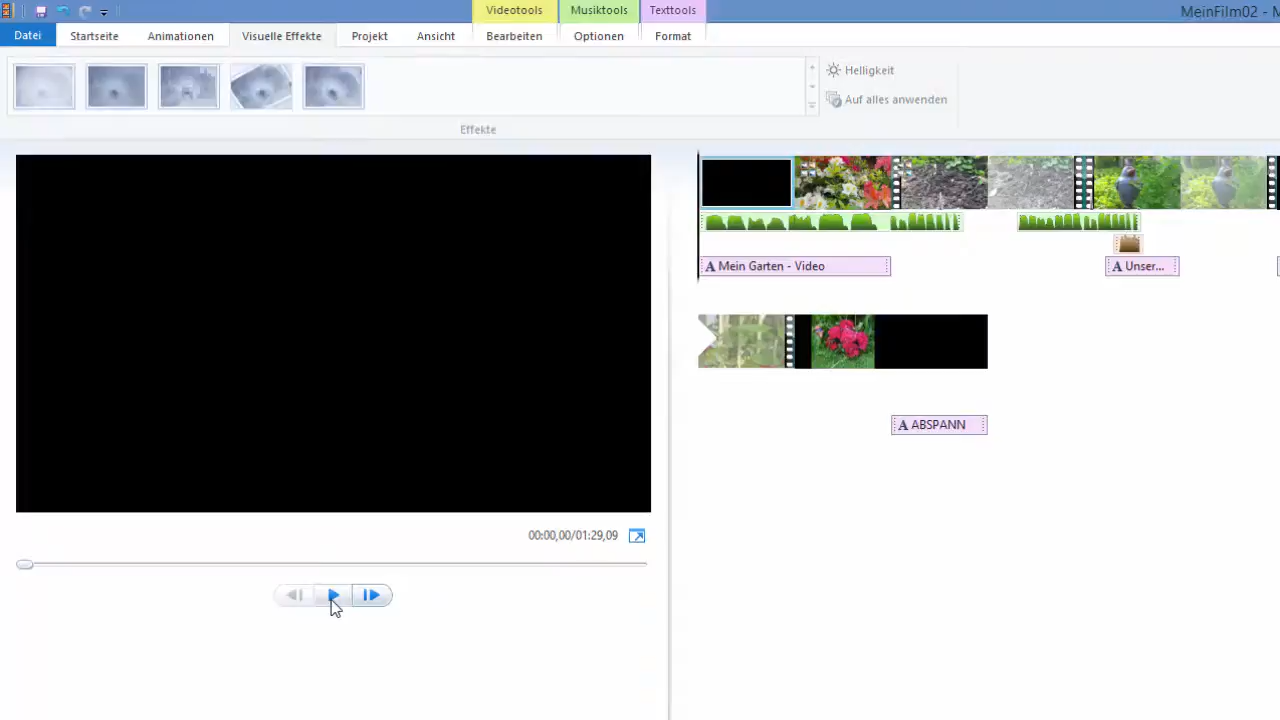 Videotools Musiktools Texttools MeinFilm02 - M
Datei Startseite Animationen Visuelle Effekte Projekt Ansicht Bearbeiten Optionen Format
Helligkeit
Auf alles anwenden
Effekte
A Mein Garten - Video
A Unser...
A ABSPANN
00:00,00/01:29,09